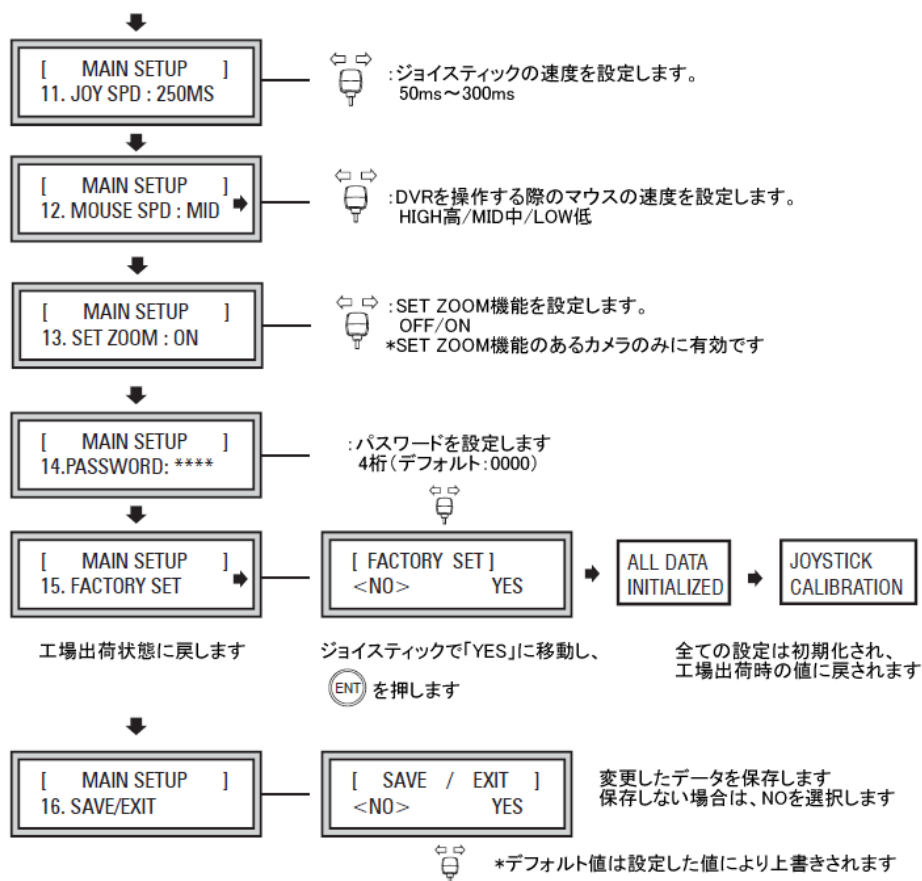 [ MAIN SETUP ]
11. JOY SPD : 250MS
:ジョイスティックの速度を設定します。
50ms~300ms
[ MAIN SETUP ]
12. MOUSE SPD : MID
:DVRを操作する際のマウスの速度を設定します。
HIGH高/MID中/LOW低
[ MAIN SETUP ]
13. SET ZOOM : ON
:SET ZOOM機能を設定します。
OFF/ON
*SET ZOOM機能のあるカメラのみに有効です
[ MAIN SETUP ]
14.PASSWORD: ****
:パスワードを設定します
4桁(デフォルト:0000)
[ MAIN SETUP ]
15. FACTORY SET
[ FACTORY SET ]
<NO> YES
ALL DATA
INITIALIZED
JOYSTICK
CALIBRATION
工場出荷状態に戻します
ジョイスティックで「YES」に移動し、
ENT を押します
全ての設定は初期化され、
工場出荷時の値に戻されます
[ MAIN SETUP ]
16. SAVE/EXIT
[ SAVE / EXIT ]
<NO> YES
変更したデータを保存します
保存しない場合は、NOを選択します
*デフォルト値は設定した値により上書きされます